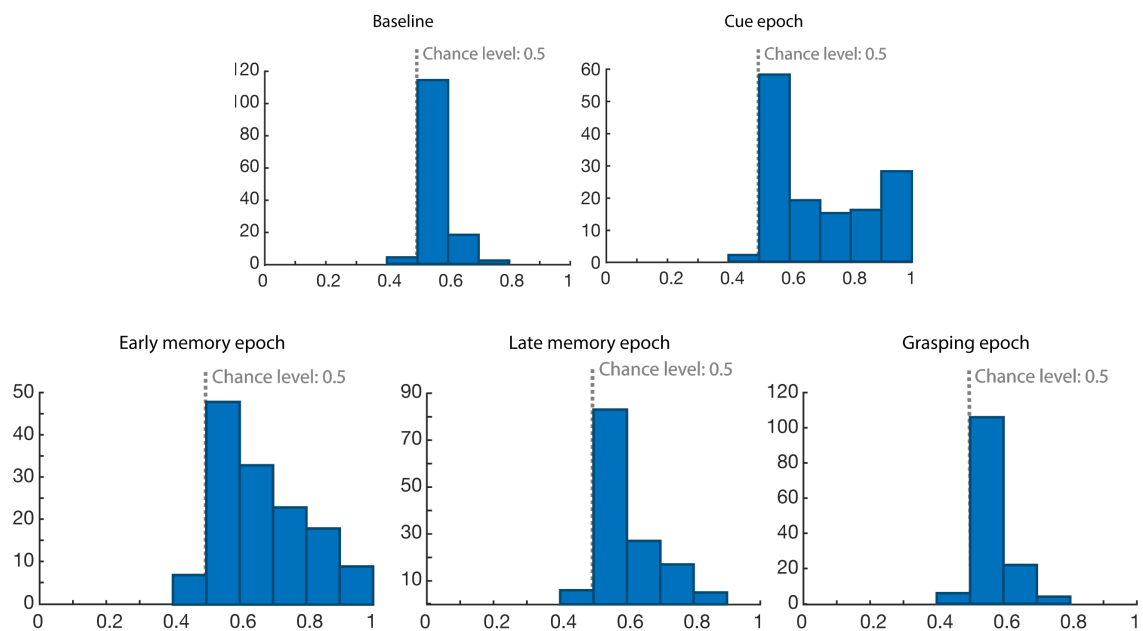 Baseline
Chance level: 0.5
120
100
80
60
40
20
0
0 0.2 0.4 0.6 0.8 1
Cue epoch
Chance level: 0.5
60
50
40
30
20
10
0
0 0.2 0.4 0.6 0.8 1
Early memory epoch
Chance level: 0.5
50
40
30
20
10
0
0 0.2 0.4 0.6 0.8 1
Late memory epoch
Chance level: 0.5
90
70
50
30
10
0 0.2 0.4 0.6 0.8 1
Grasping epoch
Chance level: 0.5
120
100
80
60
40
20
0
0 0.2 0.4 0.6 0.8 1